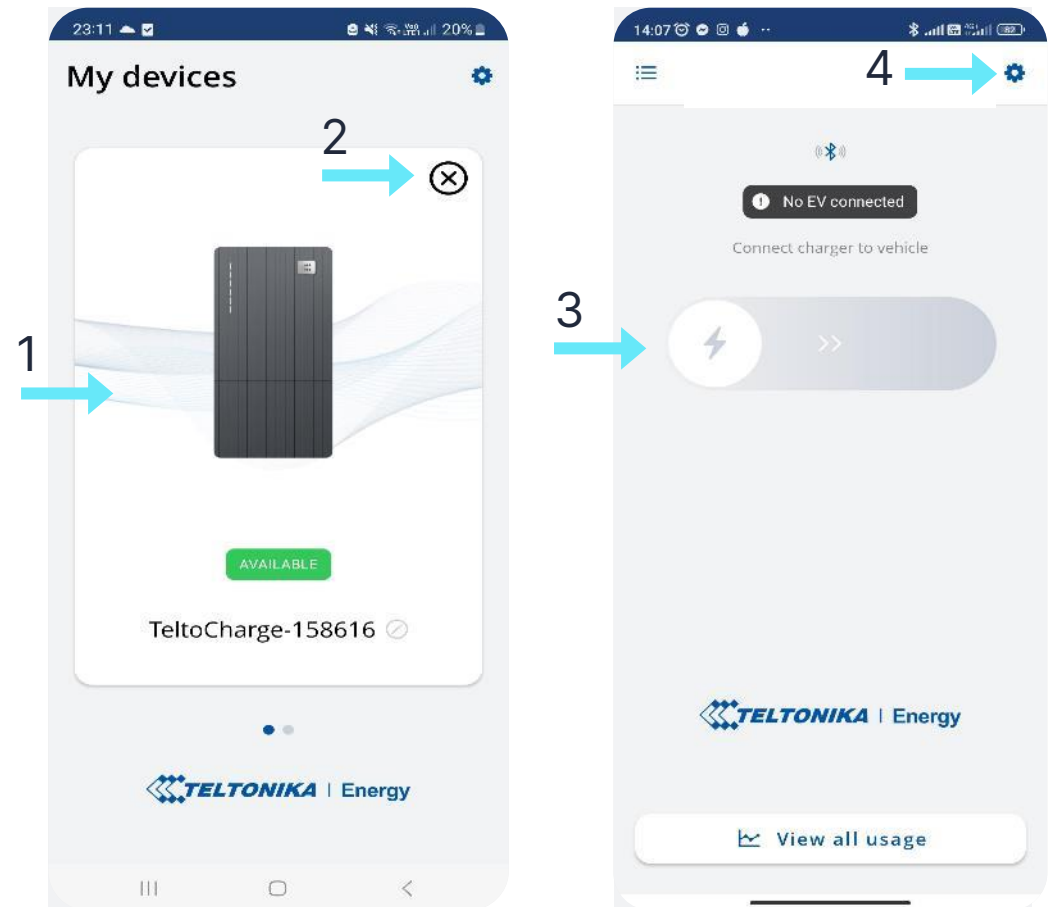 23:11
20%
My devices
2
1
AVAILABLE
TeltoCharge-158616
TELTONIKA | Energy
14:07
82
4
No EV connected
Connect charger to vehicle
3
TELTONIKA | Energy
View all usage